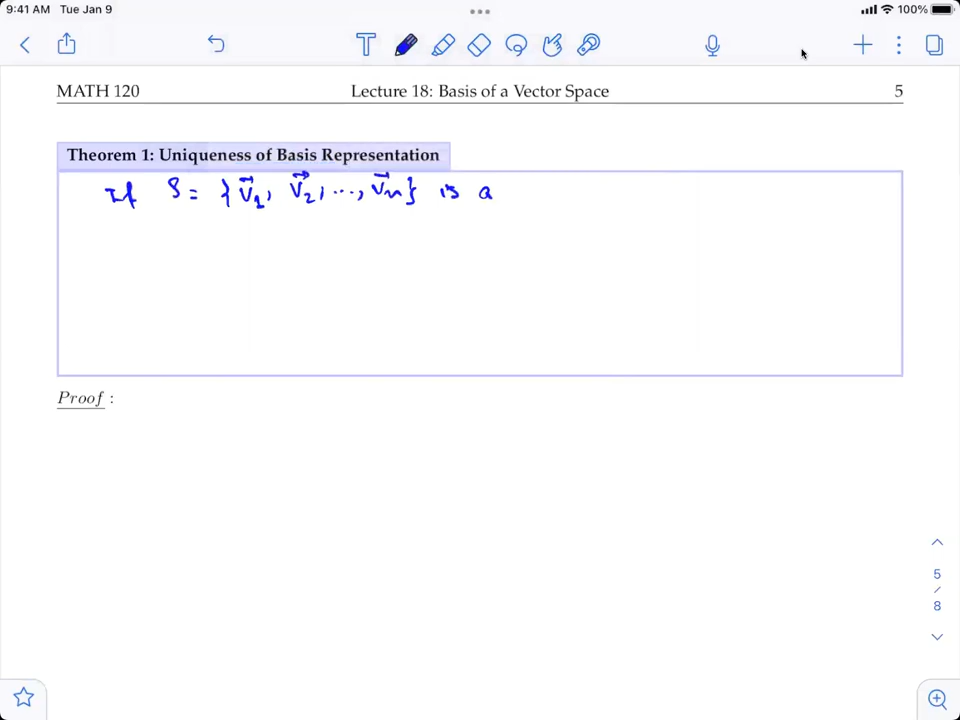 9:41 AM Tue Jan 9
100%
T
MATH 120 Lecture 18: Basis of a Vector Space 5
Theorem 1: Uniqueness of Basis Representation
If S = {v⃗₁, v⃗₂, ..., v⃗ₙ} is a
Proof :
5
/
8